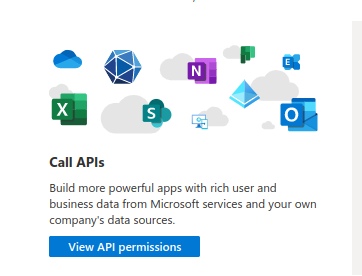 X
N
S
O
Call APIs
Build more powerful apps with rich user and
business data from Microsoft services and your own
company's data sources.
View API permissions